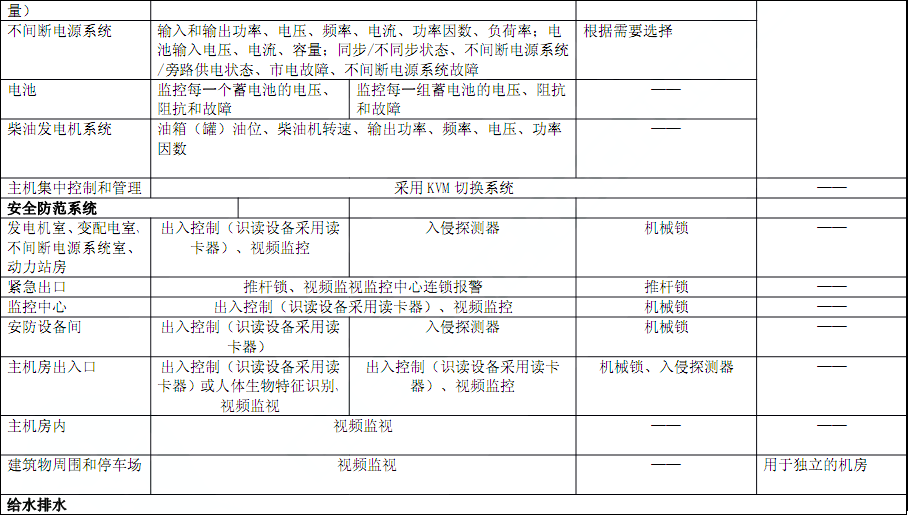 量）
不间断电源系统
输入和输出功率、电压、频率、电流、功率因数、负荷率；电
池输入电压、电流、容量；同步/不同步状态、不间断电源系统
/旁路供电状态、市电故障、不间断电源系统故障
根据需要选择
电池
监控每一个蓄电池的电压、
阻抗和故障
监控每一组蓄电池的电压、阻抗
和故障
——
柴油发电机系统
油箱（罐）油位、柴油机转速、输出功率、频率、电压、功率
因数
——
主机集中控制和管理
采用 KVM 切换系统
——
安全防范系统
发电机室、变配电室、
不间断电源系统室、
动力站房
出入控制（识读设备采用读
卡器）、视频监控
入侵探测器
机械锁
——
紧急出口
推杆锁、视频监视监控中心连锁报警
推杆锁
——
监控中心
出入控制（识读设备采用读卡器）、视频监控
机械锁
——
安防设备间
出入控制（识读设备采用读
卡器）
入侵探测器
机械锁
——
主机房出入口
出入控制（识读设备采用读
卡器）或人体生物特征识别、
视频监视
出入控制（识读设备采用读卡
器）、视频监控
机械锁、入侵探测器
——
主机房内
视频监视
——
——
建筑物周围和停车场
视频监视
——
用于独立的机房
给水排水